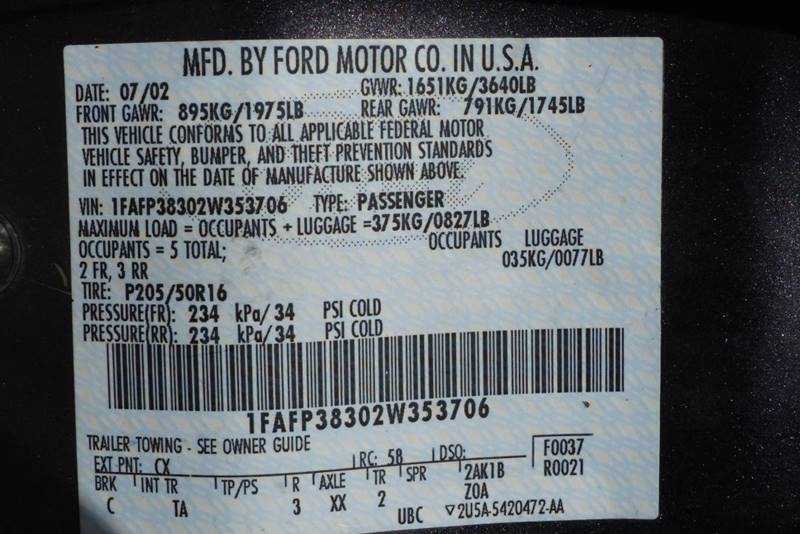 MFD. BY FORD MOTOR CO. IN U.S.A.
DATE: 07/02 GVWR: 1651KG/3640LB
FRONT GAWR: 895KG/1975LB REAR GAWR: 791KG/1745LB
THIS VEHICLE CONFORMS TO ALL APPLICABLE FEDERAL MOTOR
VEHICLE SAFETY, BUMPER, AND THEFT PREVENTION STANDARDS
IN EFFECT ON THE DATE OF MANUFACTURE SHOWN ABOVE.
VIN: 1FAFP38302W353706 TYPE: PASSENGER
MAXIMUM LOAD = OCCUPANTS + LUGGAGE =375KG/0827LB
OCCUPANTS = 5 TOTAL; OCCUPANTS LUGGAGE
2 FR, 3 RR 035KG/0077LB
TIRE: P205/50R16
PRESSURE(FR): 234 kPa/34 PSI COLD
PRESSURE(RR): 234 kPa/34 PSI COLD
1FAFP38302W353706
TRAILER TOWING - SEE OWNER GUIDE
EXT PNT: CX RC: 58 DSO: F0037
BRK INT TR TP/PS R AXLE TR SPR 2AK1B R0021
C TA 3 XX 2 Z0A
UBC ▽2U5A-5420472-AA